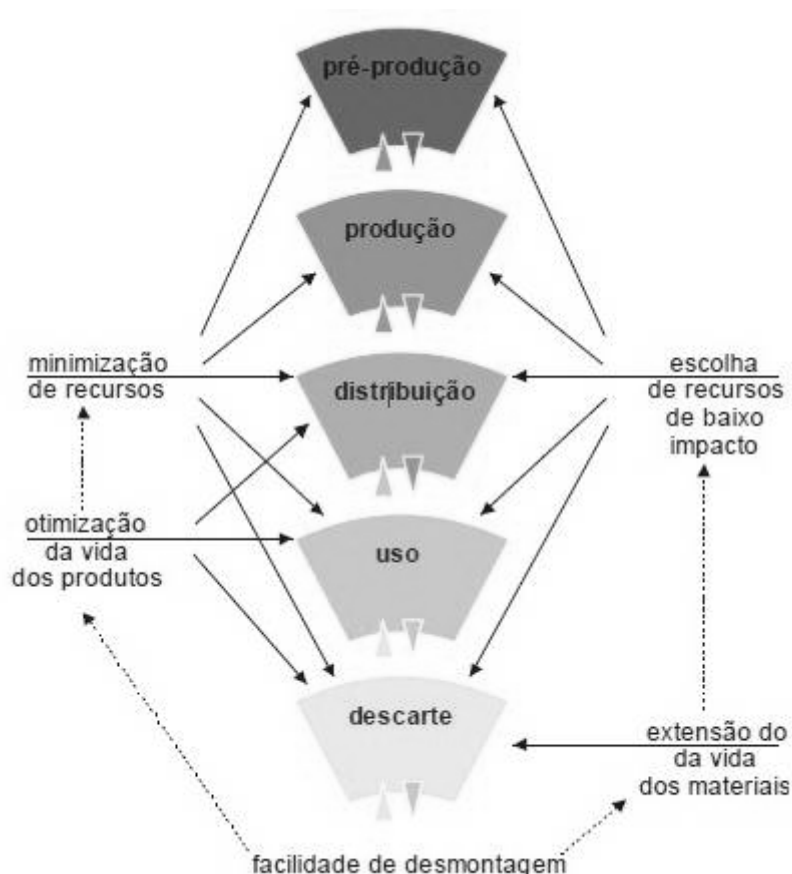 pré-produção
produção
minimização
de recursos
distribuição
escolha
de recursos
de baixo
impacto
otimização
da vida
dos produtos
uso
descarte
extensão do
da vida
dos materiais
facilidade de desmontagem